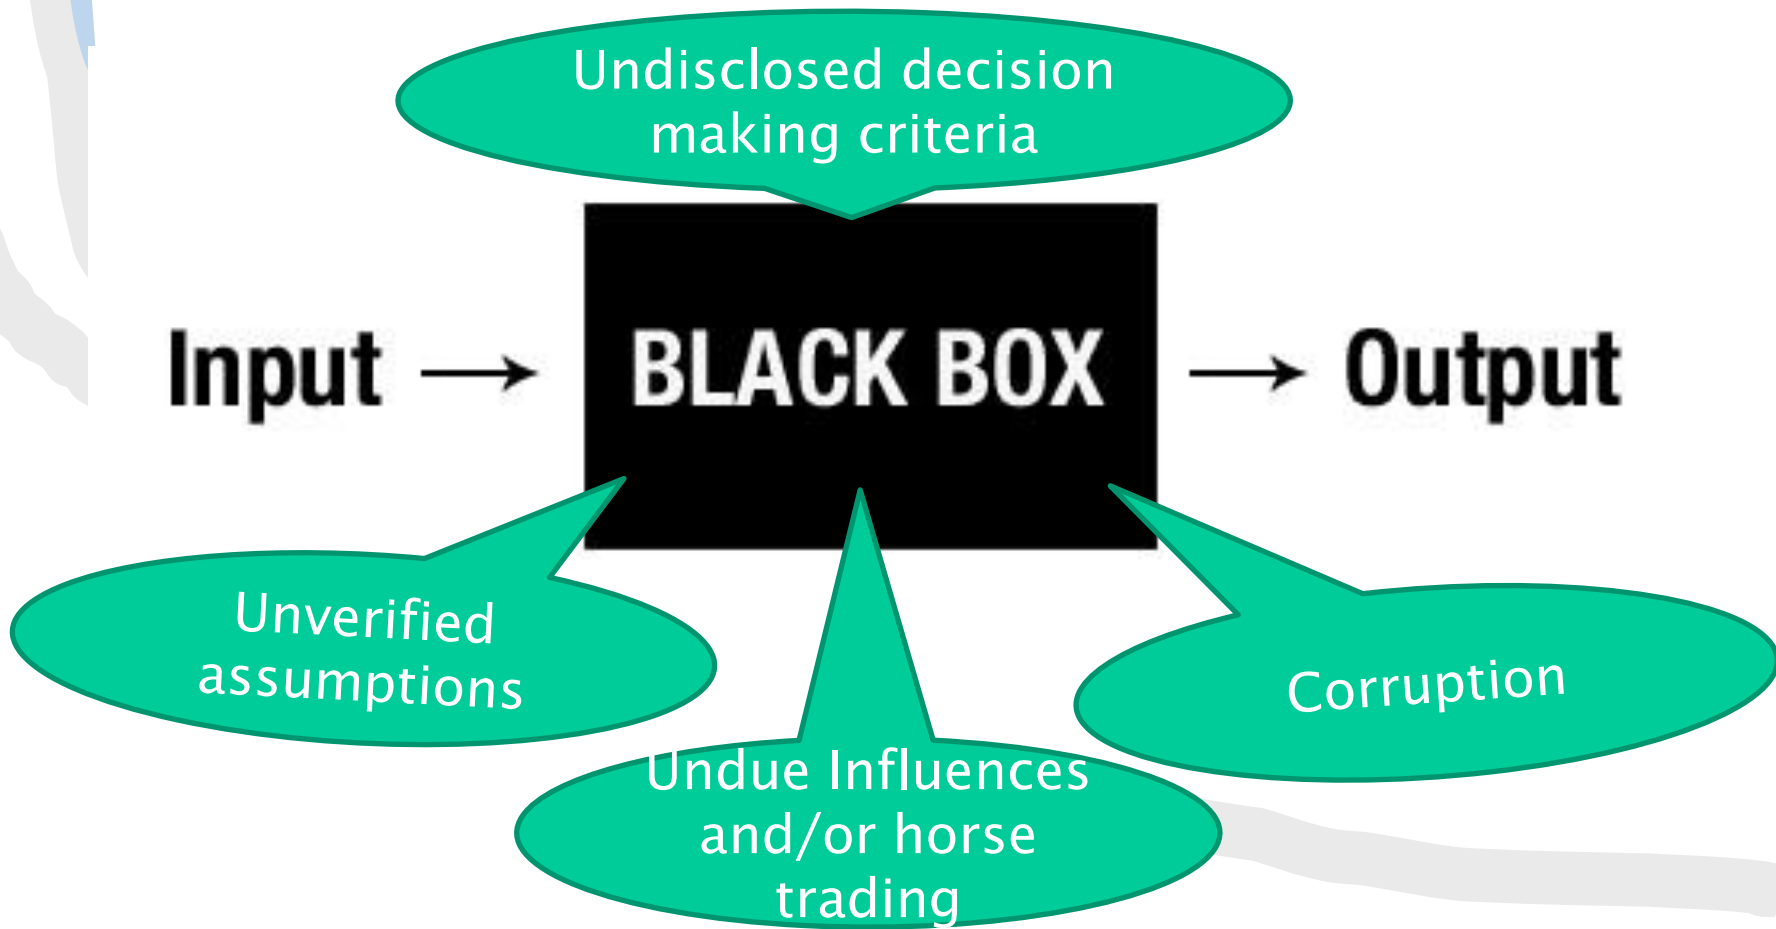 Undisclosed decision
making criteria
Input → BLACK BOX → Output
Unverified
assumptions
Corruption
Undue Influences
and/or horse
trading